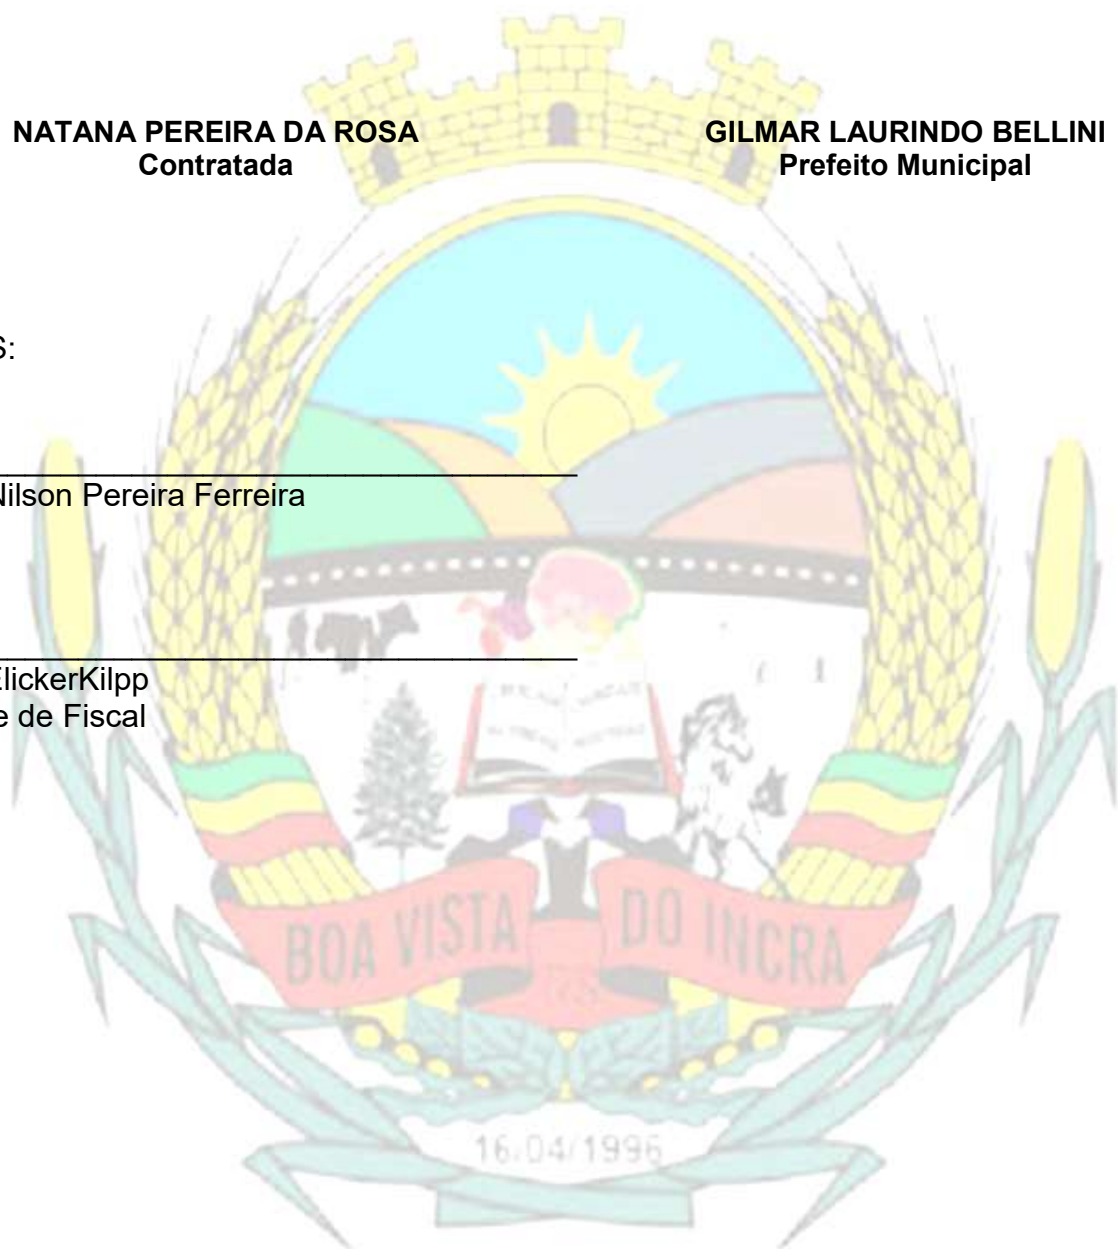 NATANA PEREIRA DA ROSA GILMAR LAURINDO BELLINI
Contratada Prefeito Municipal
S:
Nilson Pereira Ferreira
ElickerKilpp
e de Fiscal
BOA VISTA DO INCRA
16/04/1996